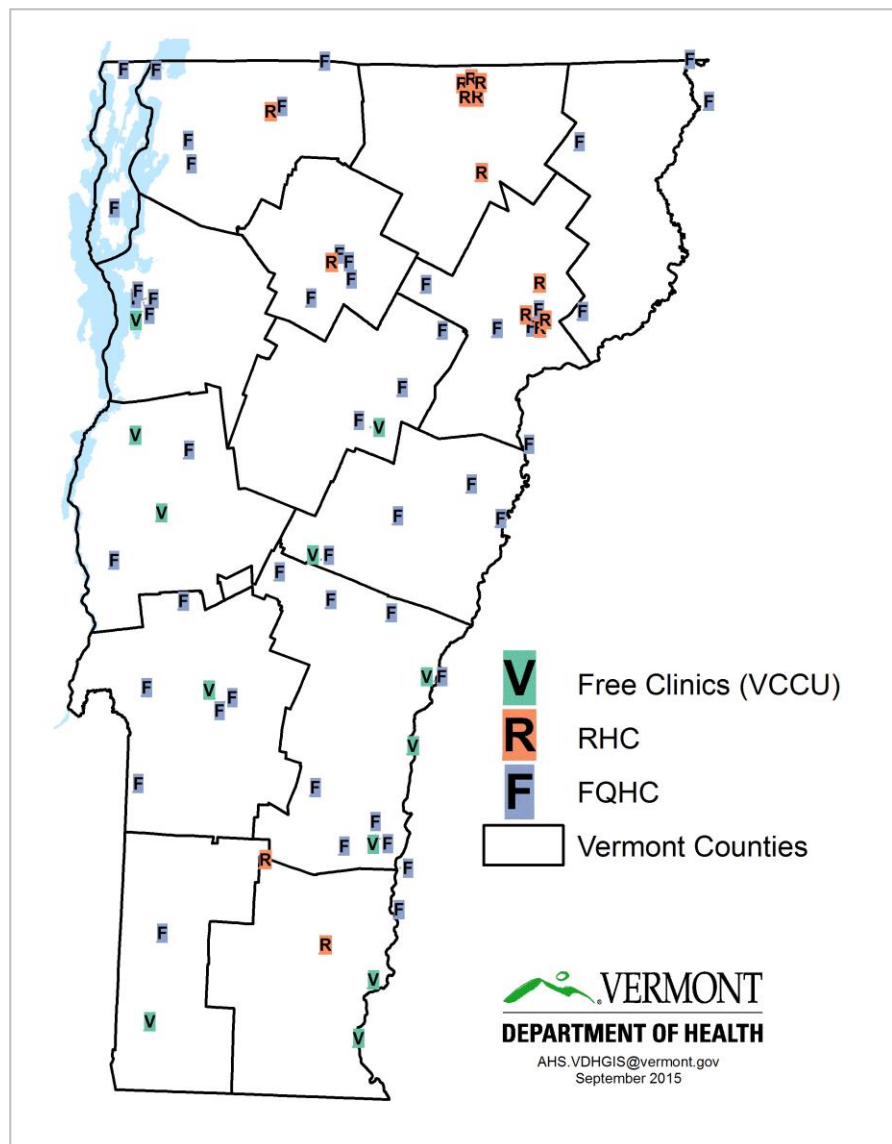 F F
F F
R R R
R R
F
R F
F F
F
R
F
F
R F
F R F
F
F F F
F
F R R F
V
F F F R
F
F V
V F F
F
V F F
V F
F
F
F F F
V F
F V F
F
V
F F
F
F V F
R F
F
F
R
V
V
V
V Free Clinics (VCCU)
R RHC
F FQHC
Vermont Counties
VERMONT
DEPARTMENT OF HEALTH
AHS.VDHGIS@vermont.gov
September 2015